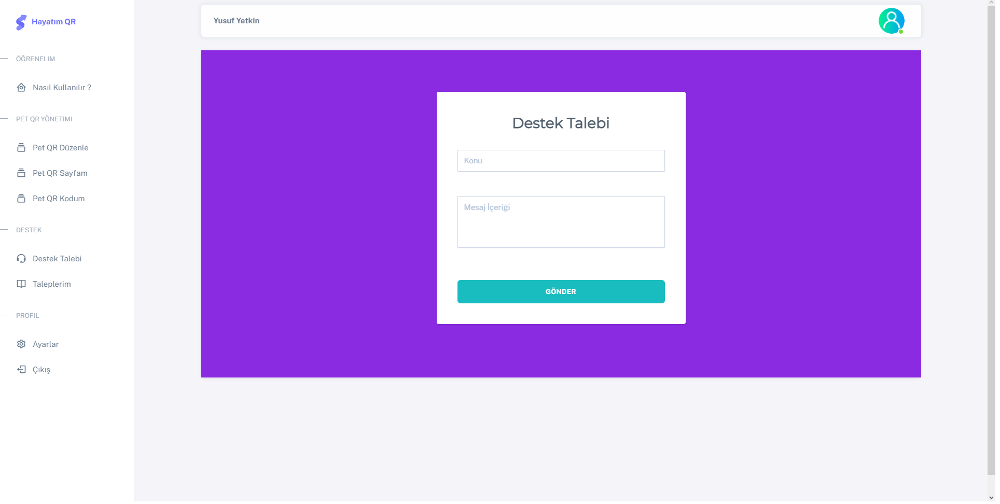 Hayatım QR
ÖĞRENELIM
Nasıl Kullanılır ?
PET QR YÖNETIMI
Pet QR Düzenle
Pet QR Sayfam
Pet QR Kodum
DESTEK
Destek Talebi
Taleplerim
PROFIL
Ayarlar
Çıkış
Yusuf Yetkin
Destek Talebi
Konu
Mesaj İçeriği
GÖNDER